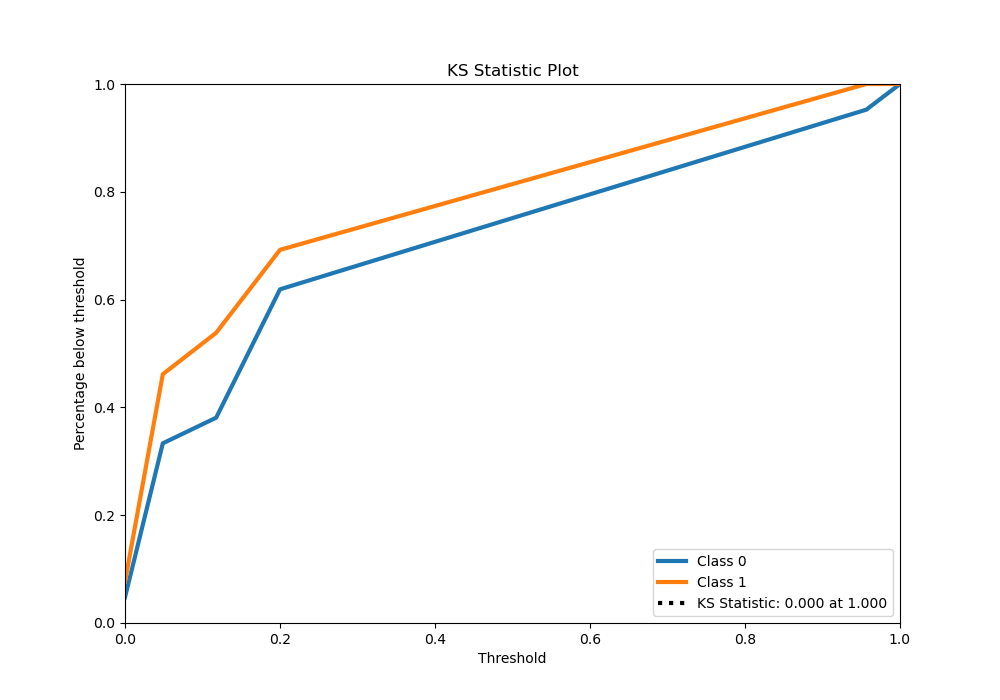 KS Statistic Plot
Percentage below threshold
1.0
0.8
0.6
0.4
0.2
0.0
0.0 0.2 0.4 0.6 0.8 1.0
Threshold
Class 0
Class 1
KS Statistic: 0.000 at 1.000